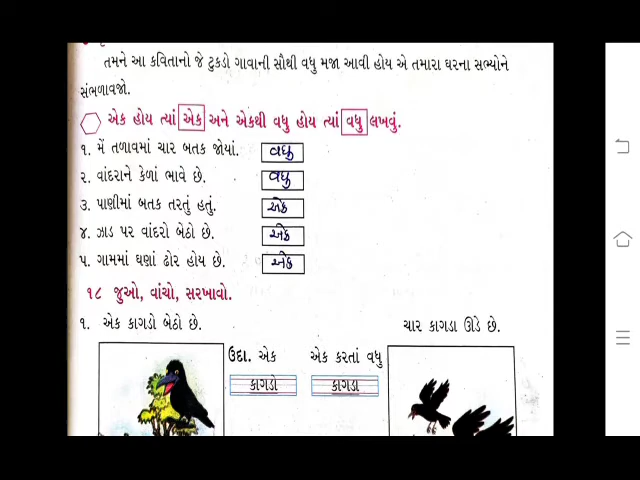 તમને આ કવિતાનો જે ટુકડો ગાવાની સૌથી વધુ મજા આવી હોય એ તમારા ઘરના સભ્યોને
સંભળાવજો.
એક હોય ત્યાં એક અને એકથી વધુ હોય ત્યાં વધુ લખવું.
૧. મેં તળાવમાં ચાર બતક જોયાં. વધુ
૨. વાંદરાને કેળાં ભાવે છે. વધુ
૩. પાણીમાં બતક તરતું હતું. એક
૪. ઝાડ પર વાંદરો બેઠો છે. એક
૫. ગામમાં ઘણાં ઢોર હોય છે. એક
૧૮ જુઓ, વાંચો, સરખાવો.
૧. એક કાગડો બેઠો છે. ચાર કાગડા ઊડે છે.
ઉદા. એક એક કરતાં વધુ
કાગડો કાગડા